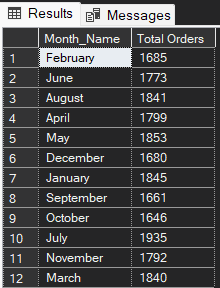 Results Messages
Month_Name Total Orders
1 February 1685
2 June 1773
3 August 1841
4 April 1799
5 May 1853
6 December 1680
7 January 1845
8 September 1661
9 October 1646
10 July 1935
11 November 1792
12 March 1840